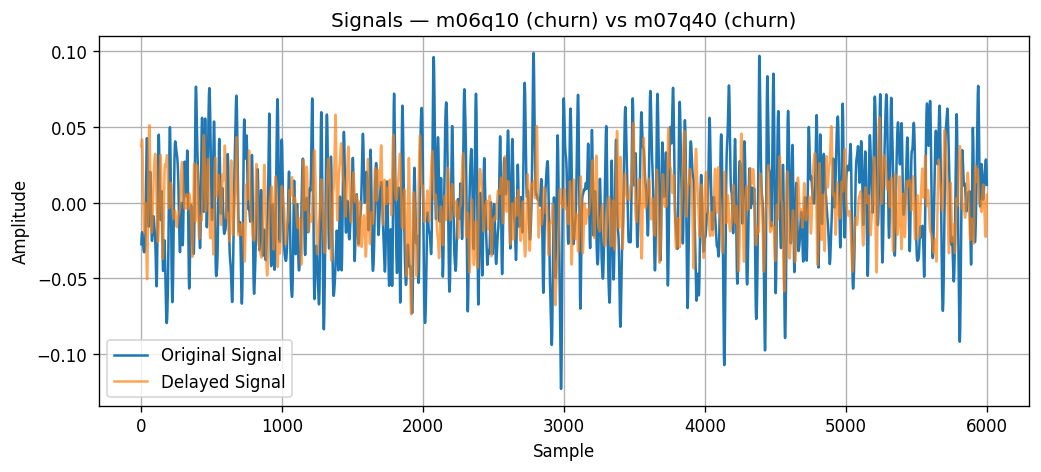 Signals — m06q10 (churn) vs m07q40 (churn)
0.10
0.05
0.00
−0.05
−0.10
Amplitude
Original Signal
Delayed Signal
0 1000 2000 3000 4000 5000 6000
Sample